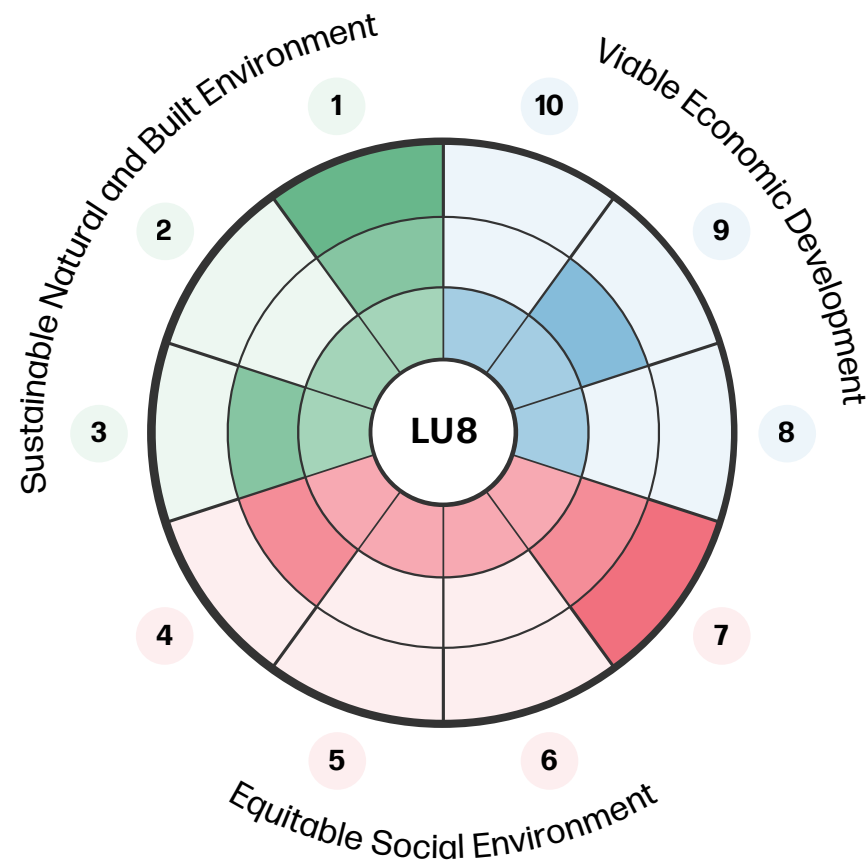 Sustainable Natural and Built Environment
Viable Economic Development
1
10
2
9
3
LU8
8
4
7
5
6
Equitable Social Environment